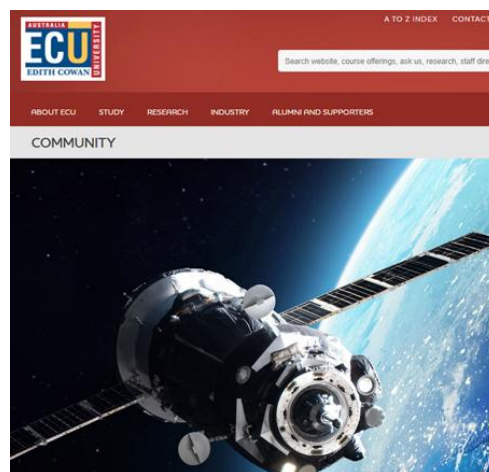 AUSTRALIA
ECU
EDITH COWAN
UNIVERSITY
A TO Z INDEX CONTACT
Search website, course offerings, ask us, research, staff dire
ABOUT ECU STUDY RESEARCH INDUSTRY ALUMNI AND SUPPORTERS
COMMUNITY